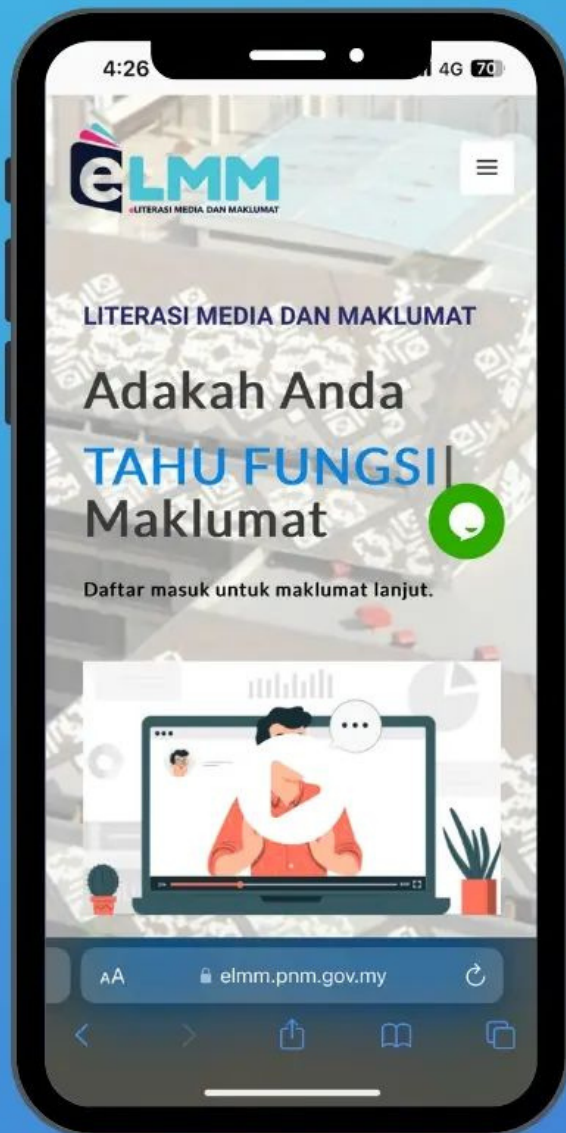 4:26
4G 70
eLMM
eLITERASI MEDIA DAN MAKLUMAT
LITERASI MEDIA DAN MAKLUMAT
Adakah Anda
TAHU FUNGSI|
Maklumat
Daftar masuk untuk maklumat lanjut.
AA elmm.pnm.gov.my